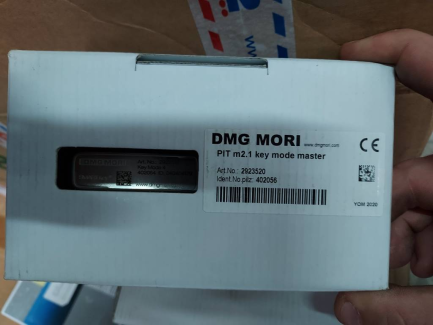 DMG MORI www.dmgmori.com
PIT m2.1 key mode master
Art.No.: 2923520
Ident.No pilz: 402056
YOM 2020